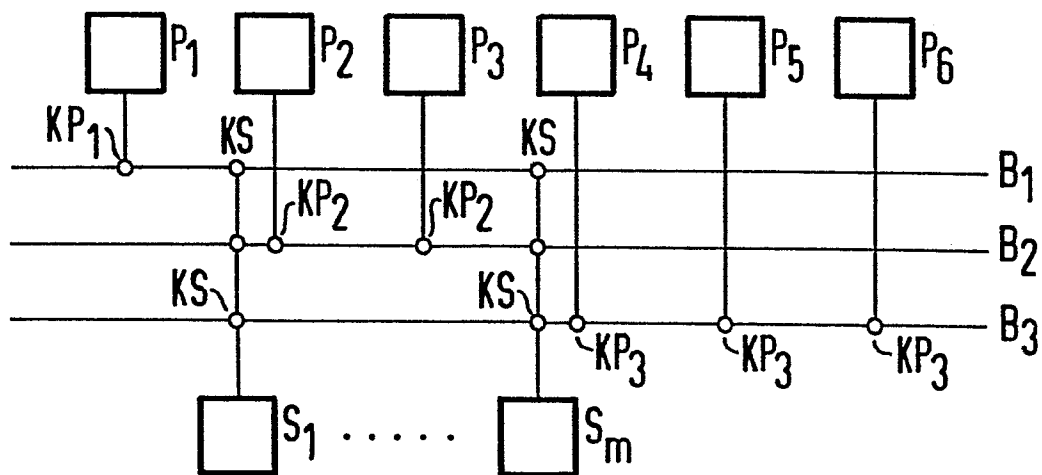 P1 P2 P3 P4 P5 P6
KP1 KS KS
B1
KP2 KP2
B2
KS KS
B3
KP3 KP3 KP3
S1 ..... Sm